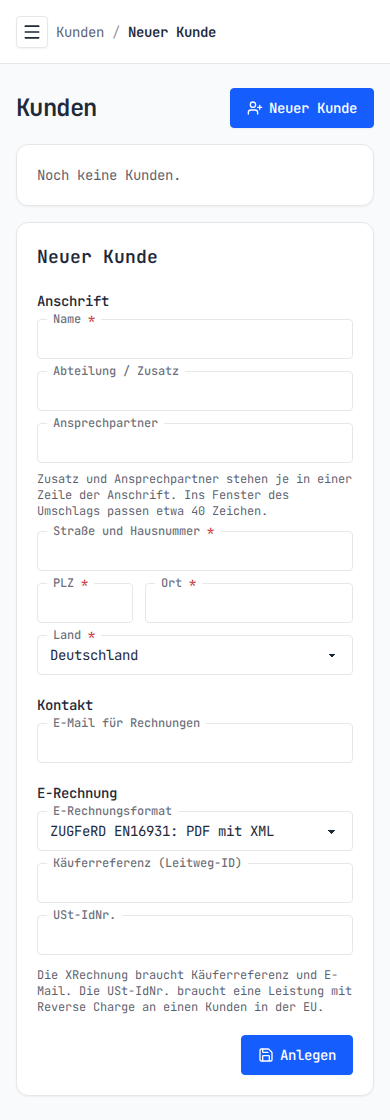 Kunden / Neuer Kunde
Kunden
Neuer Kunde
Noch keine Kunden.
Neuer Kunde
Anschrift
Name *
Abteilung / Zusatz
Ansprechpartner
Zusatz und Ansprechpartner stehen je in einer
Zeile der Anschrift. Ins Fenster des
Umschlags passen etwa 40 Zeichen.
Straße und Hausnummer *
PLZ * Ort *
Land *
Deutschland
Kontakt
E-Mail für Rechnungen
E-Rechnung
E-Rechnungsformat
ZUGFeRD EN16931: PDF mit XML
Käuferreferenz (Leitweg-ID)
USt-IdNr.
Die XRechnung braucht Käuferreferenz und E-
Mail. Die USt-IdNr. braucht eine Leistung mit
Reverse Charge an einen Kunden in der EU.
Anlegen